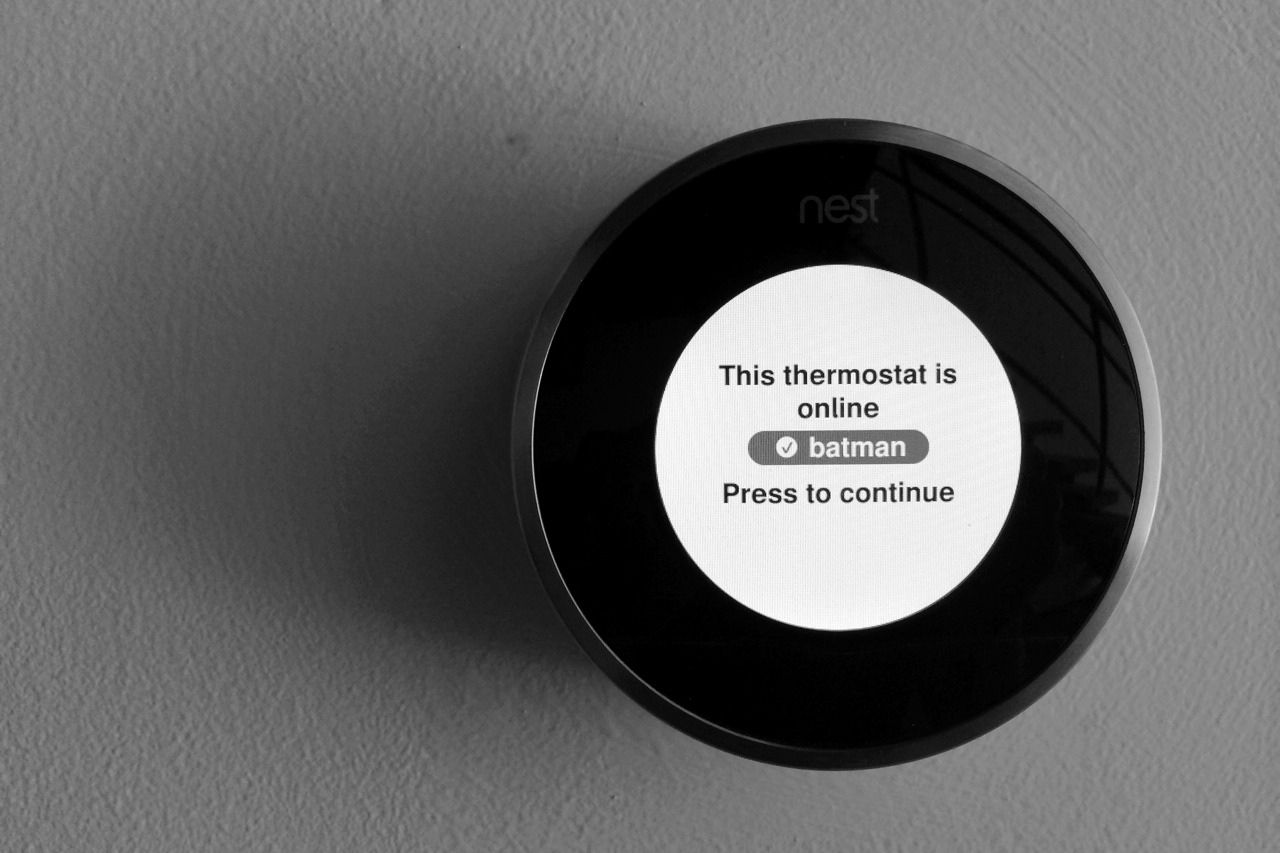 nest
This thermostat is
online
batman
Press to continue